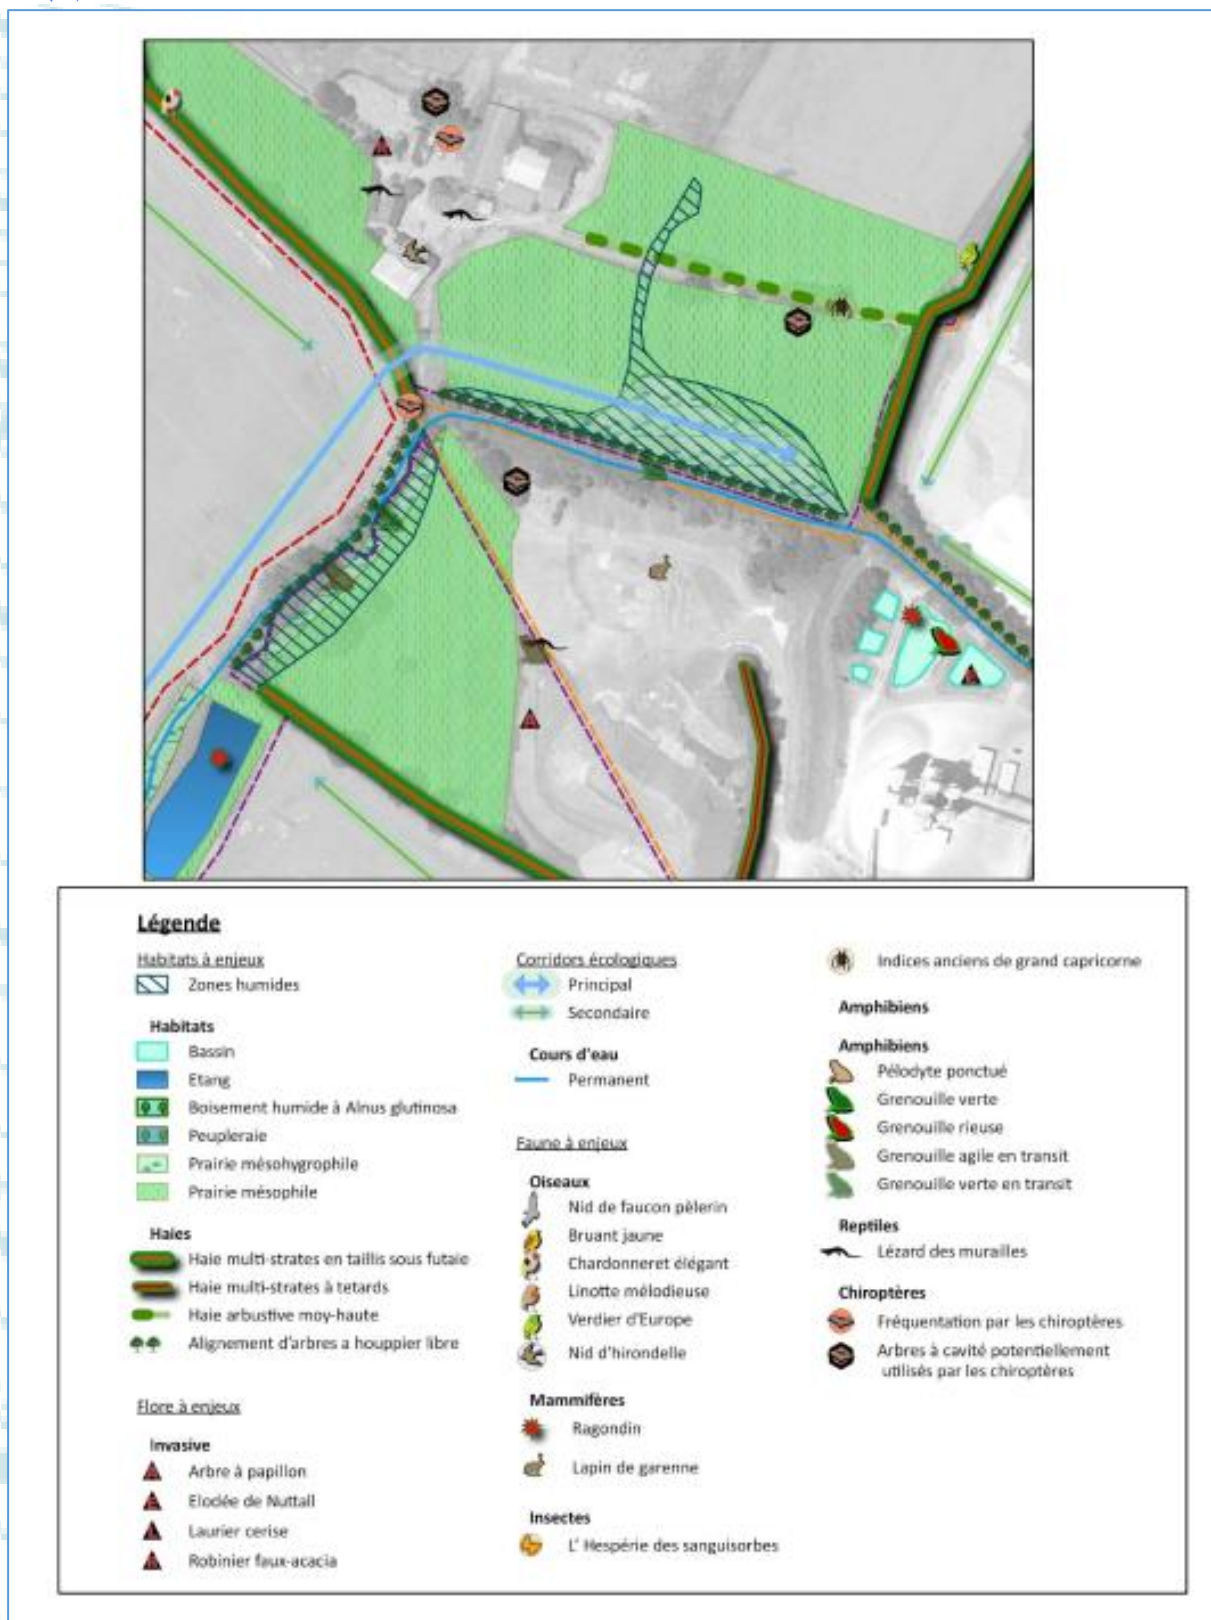 Légende
Habitats à enjeux
Zones humides
Habitats
Bassin
Etang
Boisement humide à Alnus glutinosa
Peupleraie
Prairie mésohygrophile
Prairie mésophile
Haies
Haie multi-strates en taillis sous futaie
Haie multi-strates à tetards
Haie arbustive moy-haute
Alignement d'arbres a houppier libre
Flore à enjeux
Invasive
Arbre à papillon
Elodée de Nuttall
Laurier cerise
Robinier faux-acacia
Corridors écologiques
Principal
Secondaire
Cours d'eau
Permanent
Faune à enjeux
Oiseaux
Nid de faucon pèlerin
Bruant jaune
Chardonneret élégant
Linotte mélodieuse
Verdier d'Europe
Nid d'hirondelle
Mammifères
Ragondin
Lapin de garenne
Insectes
L' Hespérie des sanguisorbes
Indices anciens de grand capricorne
Amphibiens
Amphibiens
Pélodyte ponctué
Grenouille verte
Grenouille rieuse
Grenouille agile en transit
Grenouille verte en transit
Reptiles
Lézard des murailles
Chiroptères
Fréquentation par les chiroptères
Arbres à cavité potentiellement
utilisés par les chiroptères